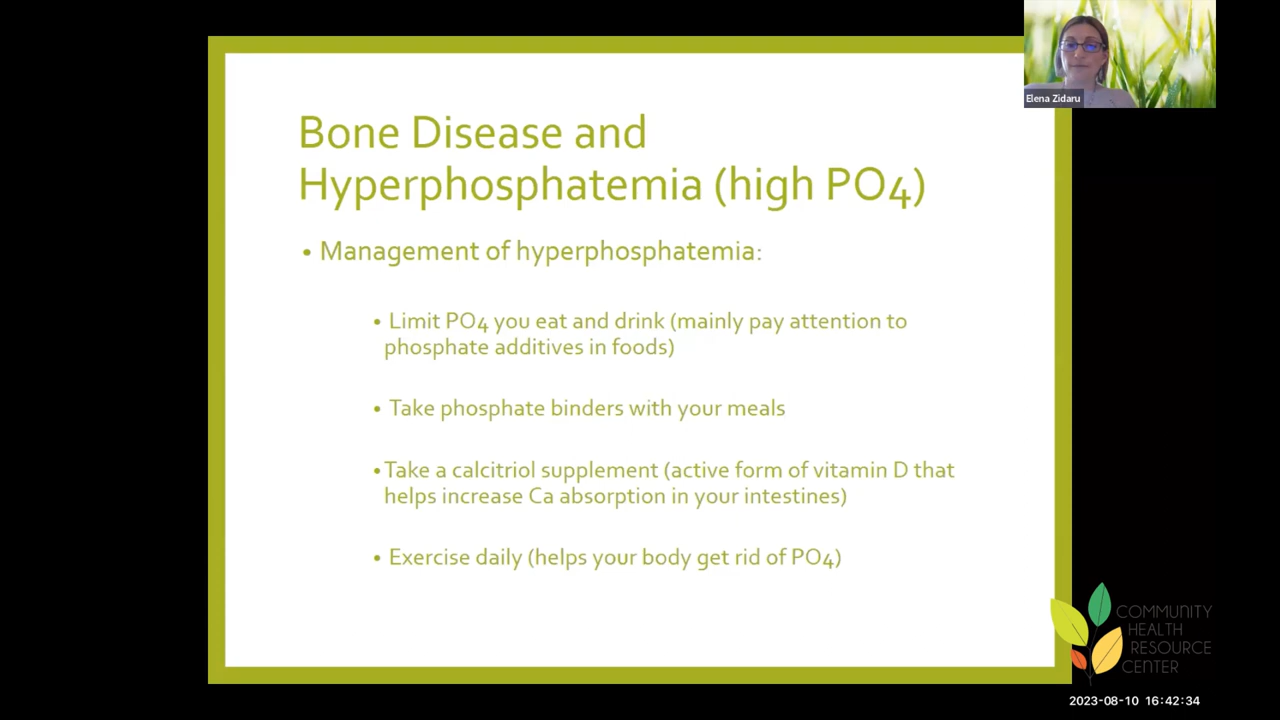 Elena Zidaru
Bone Disease and
Hyperphosphatemia (high PO4)
• Management of hyperphosphatemia:
• Limit PO4 you eat and drink (mainly pay attention to
phosphate additives in foods)
• Take phosphate binders with your meals
• Take a calcitriol supplement (active form of vitamin D that
helps increase Ca absorption in your intestines)
• Exercise daily (helps your body get rid of PO4)
COMMUNITY
HEALTH
RESOURCE
CENTER
2023-08-10 16:42:34